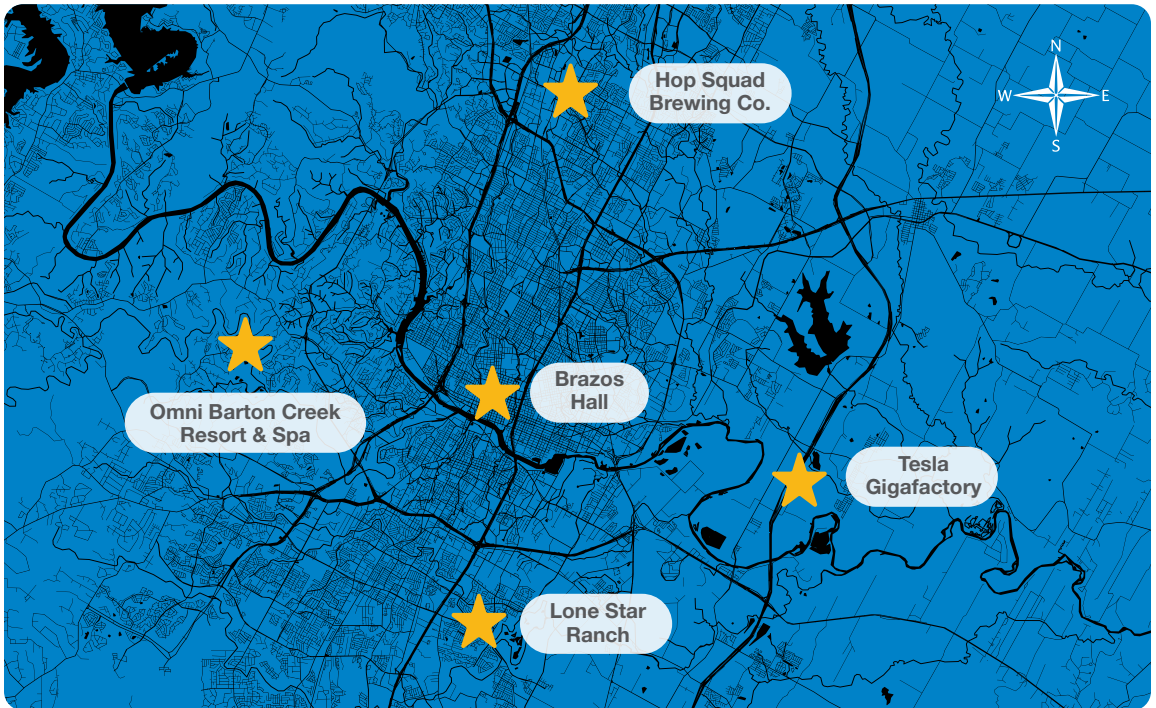 Hop Squad
Brewing Co.
N
W E
S
Brazos
Hall
Omni Barton Creek
Resort & Spa
Tesla
Gigafactory
Lone Star
Ranch